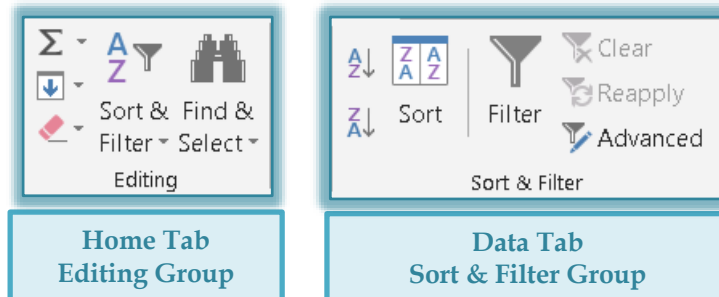 Σ
A
Z
Sort & Filter
Find & Select
Editing
Home Tab
Editing Group
A
Z
Z
A
Z A
A Z
Sort
Filter
Clear
Reapply
Advanced
Sort & Filter
Data Tab
Sort & Filter Group